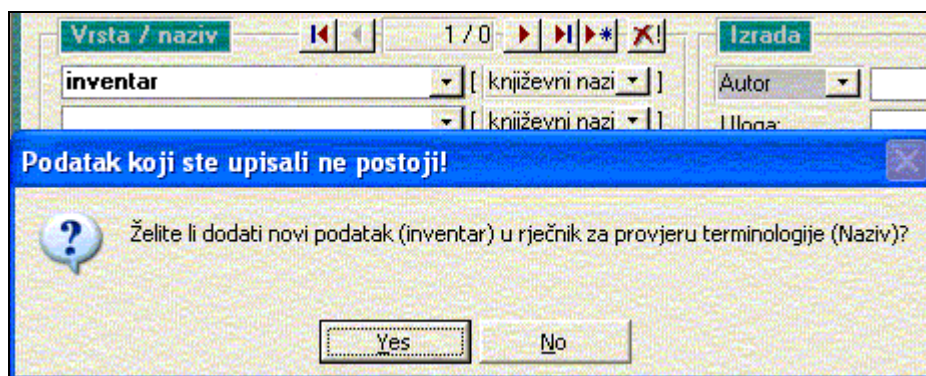 Vrsta / naziv 1 / 0 Izrada
inventar [ književni nazi ] Autor
[ književni nazi ] Uloga:
Podatak koji ste upisali ne postoji!
Želite li dodati novi podatak (inventar) u rječnik za provjeru terminologije (Naziv)?
Yes No